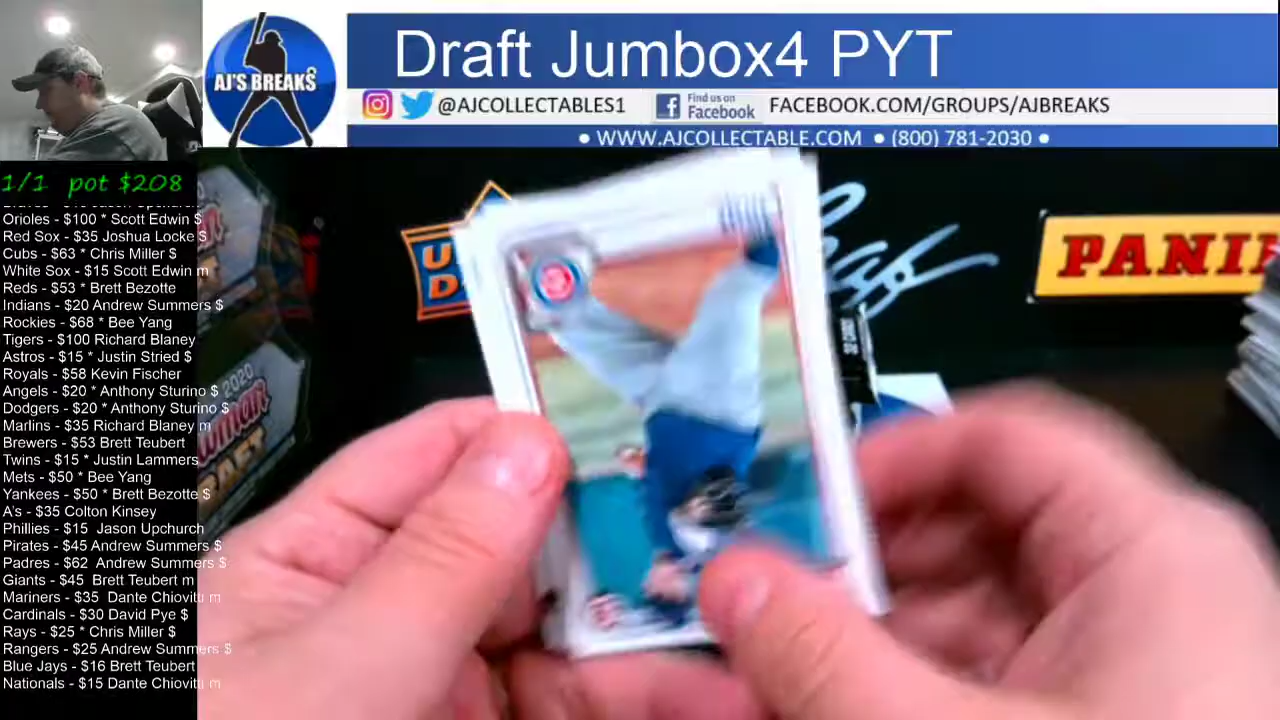 Draft Jumbox4 PYT
AJ'S BREAKS
@AJCOLLECTABLES1
Find us on
Facebook
FACEBOOK.COM/GROUPS/AJBREAKS
• WWW.AJCOLLECTABLE.COM • (800) 781-2030 •
1/1 pot $208
Orioles - $100 * Scott Edwin $
Red Sox - $35 Joshua Locke $
Cubs - $63 * Chris Miller $
White Sox - $15 Scott Edwin m
Reds - $53 * Brett Bezotte
Indians - $20 Andrew Summers $
Rockies - $68 * Bee Yang
Tigers - $100 Richard Blaney
Astros - $15 * Justin Stried $
Royals - $58 Kevin Fischer
Angels - $20 * Anthony Sturino $
Dodgers - $20 * Anthony Sturino $
Marlins - $35 Richard Blaney m
Brewers - $53 Brett Teubert
Twins - $15 * Justin Lammers
Mets - $50 * Bee Yang
Yankees - $50 * Brett Bezotte $
A's - $35 Colton Kinsey
Phillies - $15 Jason Upchurch
Pirates - $45 Andrew Summers $
Padres - $62 Andrew Summers $
Giants - $45 Brett Teubert m
Mariners - $35 Dante Chiovitti m
Cardinals - $30 David Pye $
Rays - $25 * Chris Miller $
Rangers - $25 Andrew Summers $
Blue Jays - $16 Brett Teubert
Nationals - $15 Dante Chiovitti m
PANINI
2020